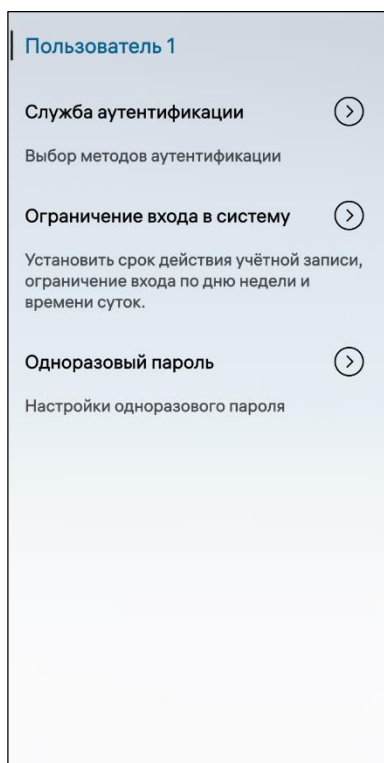 Пользователь 1
Служба аутентификации
Выбор методов аутентификации
Ограничение входа в систему
Установить срок действия учётной записи,
ограничение входа по дню недели и
времени суток.
Одноразовый пароль
Настройки одноразового пароля